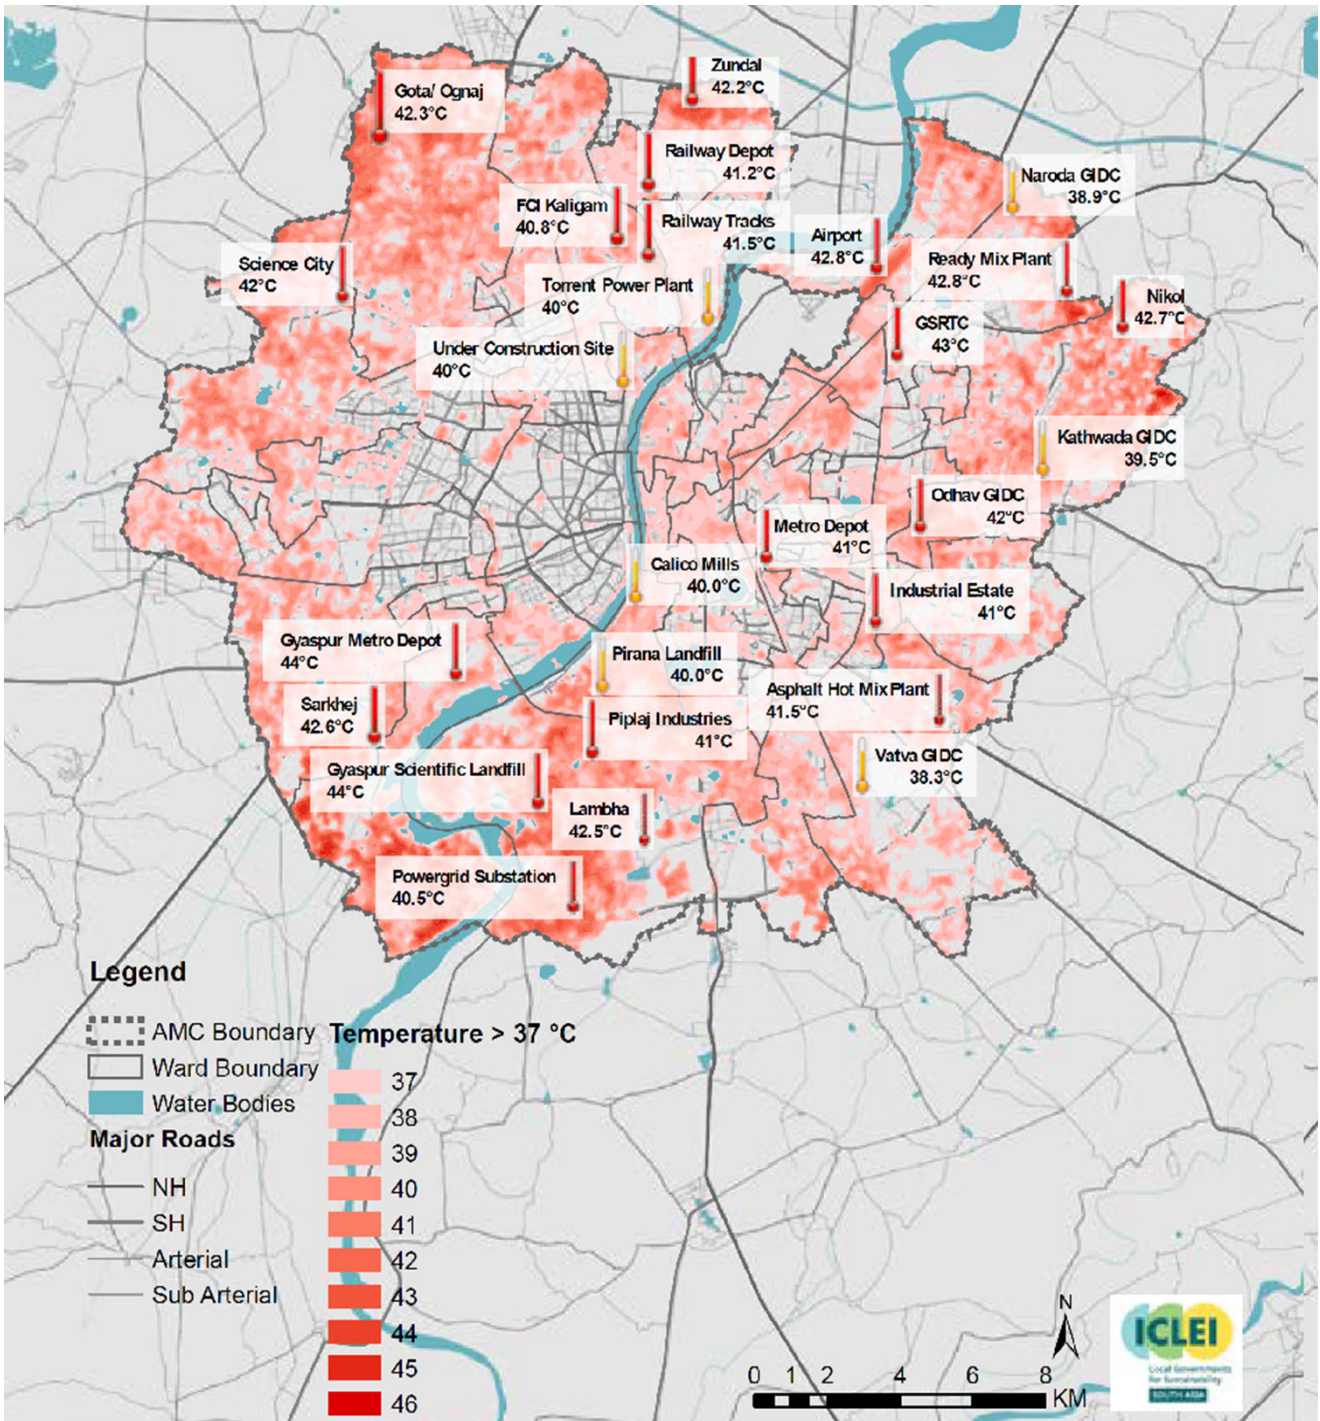 Zundal
42.2°C
Gota/ Ognaj
42.3°C
Railway Depot
41.2°C
Naroda GIDC
38.9°C
FCI Kaligam
40.8°C
Railway Tracks
41.5°C
Airport
42.8°C
Ready Mix Plant
42.8°C
Science City
42°C
Torrent Power Plant
40°C
Nikol
42.7°C
GSRTC
43°C
Under Construction Site
40°C
Kathwada GIDC
39.5°C
Odhav GIDC
42°C
Metro Depot
41°C
Calico Mills
40.0°C
Industrial Estate
41°C
Gyaspur Metro Depot
44°C
Pirana Landfill
40.0°C
Asphalt Hot Mix Plant
41.5°C
Sarkhej
42.6°C
Piplaj Industries
41°C
Vatva GIDC
38.3°C
Gyaspur Scientific Landfill
44°C
Lambha
42.5°C
Powergrid Substation
40.5°C
Legend
AMC Boundary
Ward Boundary
Water Bodies
Major Roads
NH
SH
Arterial
Sub Arterial
Temperature > 37 °C
37
38
39
40
41
42
43
44
45
46
N
0 1 2 4 6 8
KM
ICLEI
Local Governments
for Sustainability
SOUTH ASIA